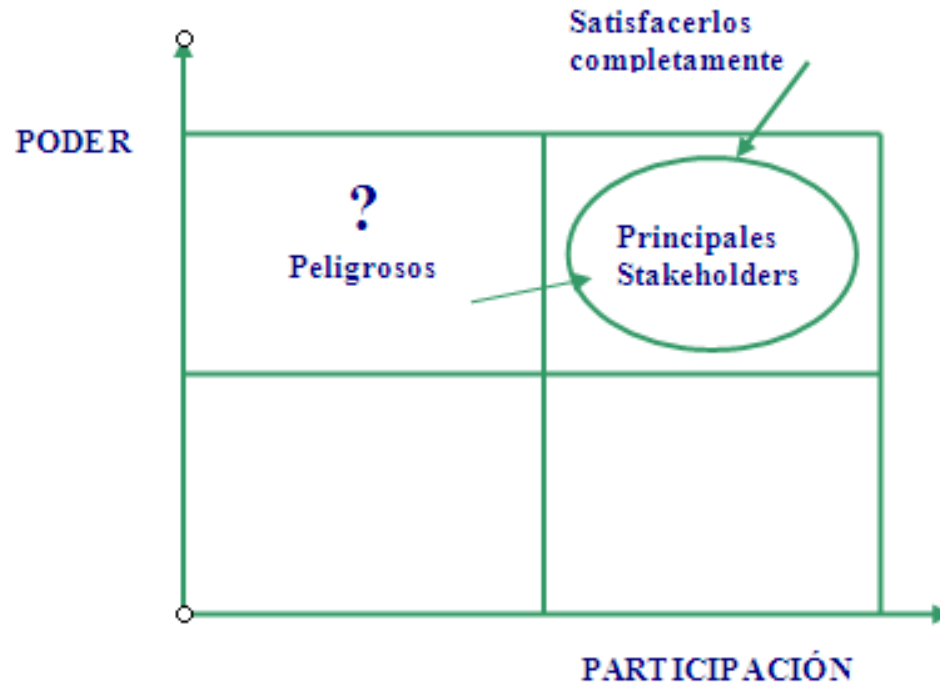 Satisfacerlos
completamente
PODER
?
Peligrosos
Principales
Stakeholders
PARTICIPACIÓN